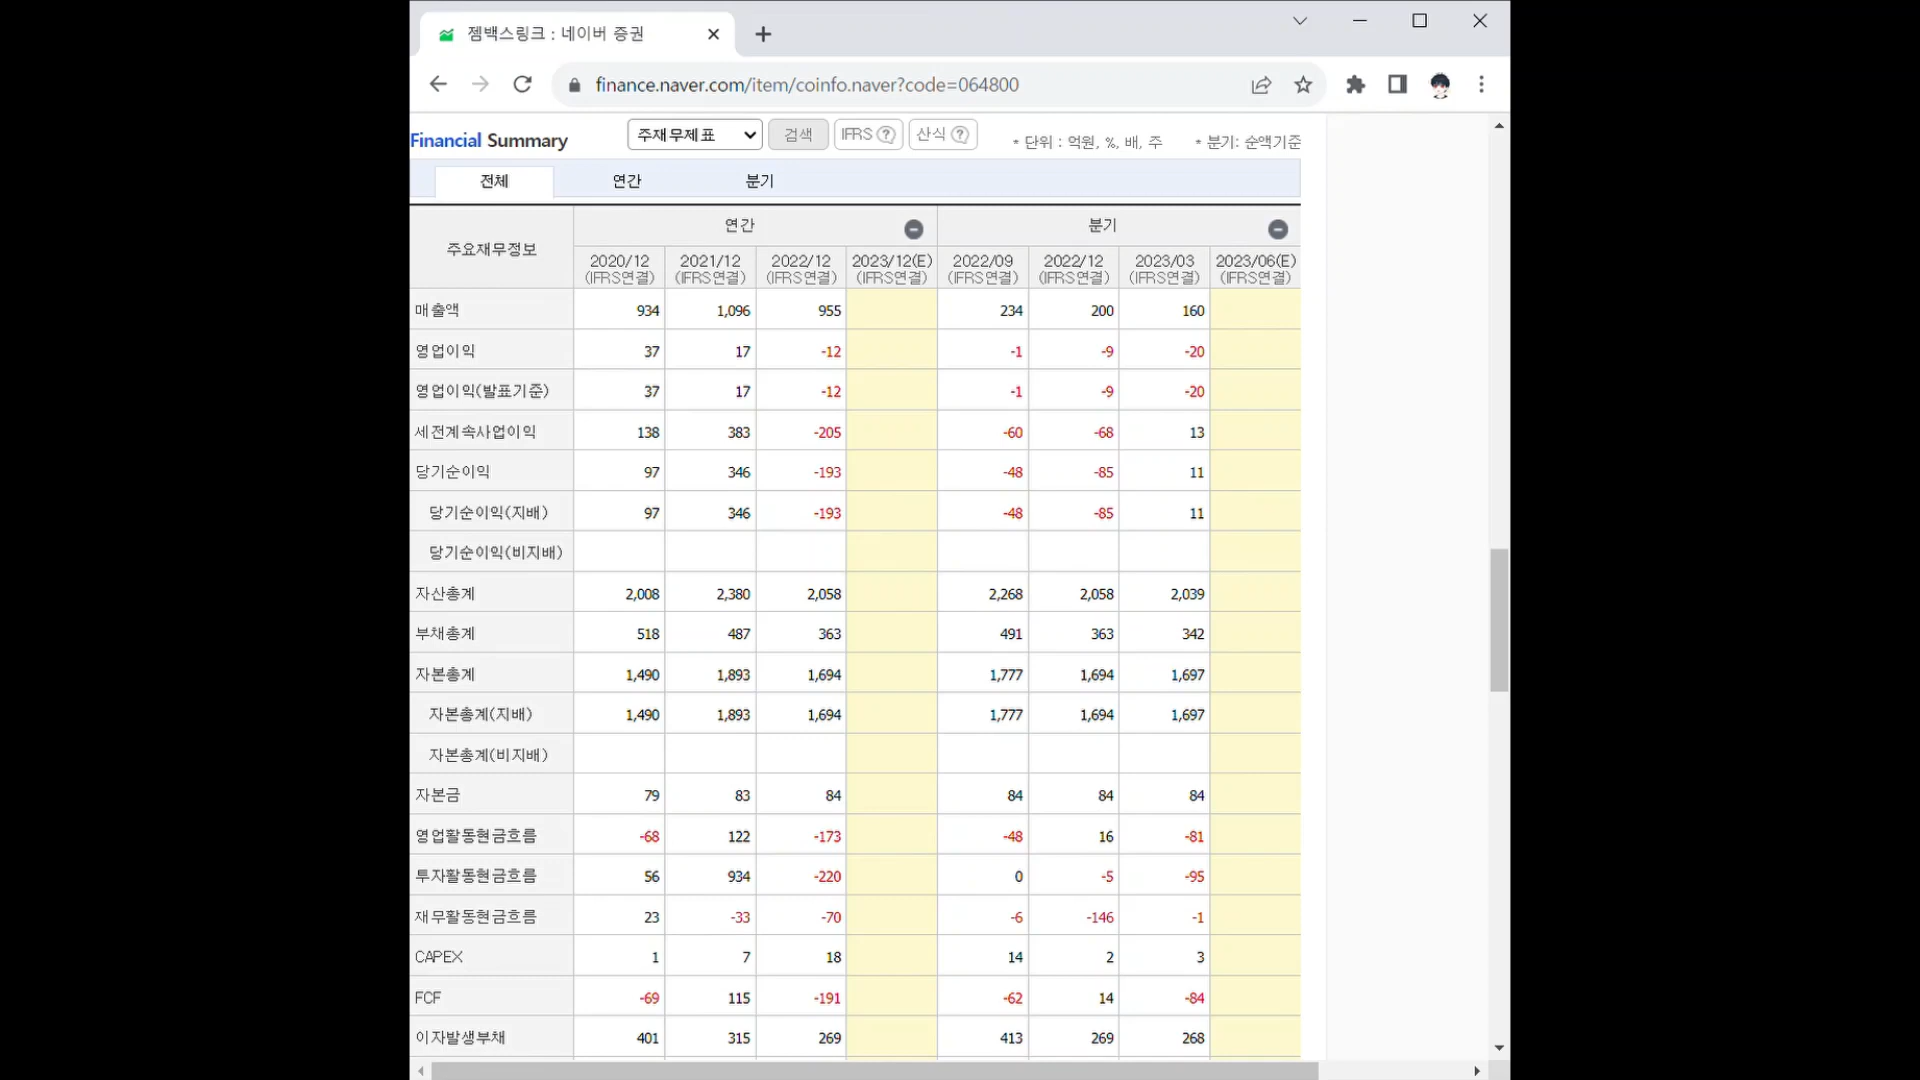 젬백스링크 : 네이버 증권
finance.naver.com/item/coinfo.naver?code=064800
Financial Summary 주재무제표 검색 IFRS ? 산식 ? * 단위 : 억원, %, 배, 주 * 분기: 순액기준
전체 연간 분기
주요재무정보 연간 분기
2020/12 2021/12 2022/12 2023/12(E) 2022/09 2022/12 2023/03 2023/06(E)
(IFRS연결) (IFRS연결) (IFRS연결) (IFRS연결) (IFRS연결) (IFRS연결) (IFRS연결) (IFRS연결)
매출액 934 1,096 955 234 200 160
영업이익 37 17 -12 -1 -9 -20
영업이익(발표기준) 37 17 -12 -1 -9 -20
세전계속사업이익 138 383 -205 -60 -68 13
당기순이익 97 346 -193 -48 -85 11
당기순이익(지배) 97 346 -193 -48 -85 11
당기순이익(비지배)
자산총계 2,008 2,380 2,058 2,268 2,058 2,039
부채총계 518 487 363 491 363 342
자본총계 1,490 1,893 1,694 1,777 1,694 1,697
자본총계(지배) 1,490 1,893 1,694 1,777 1,694 1,697
자본총계(비지배)
자본금 79 83 84 84 84 84
영업활동현금흐름 -68 122 -173 -48 16 -81
투자활동현금흐름 56 934 -220 0 -5 -95
재무활동현금흐름 23 -33 -70 -6 -146 -1
CAPEX 1 7 18 14 2 3
FCF -69 115 -191 -62 14 -84
이자발생부채 401 315 269 413 269 268